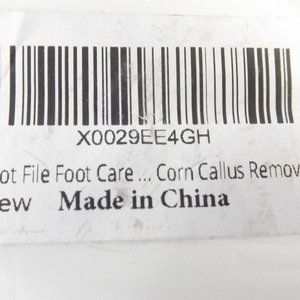 X0029EE4GH
ot File Foot Care ... Corn Callus Remov
ew Made in China